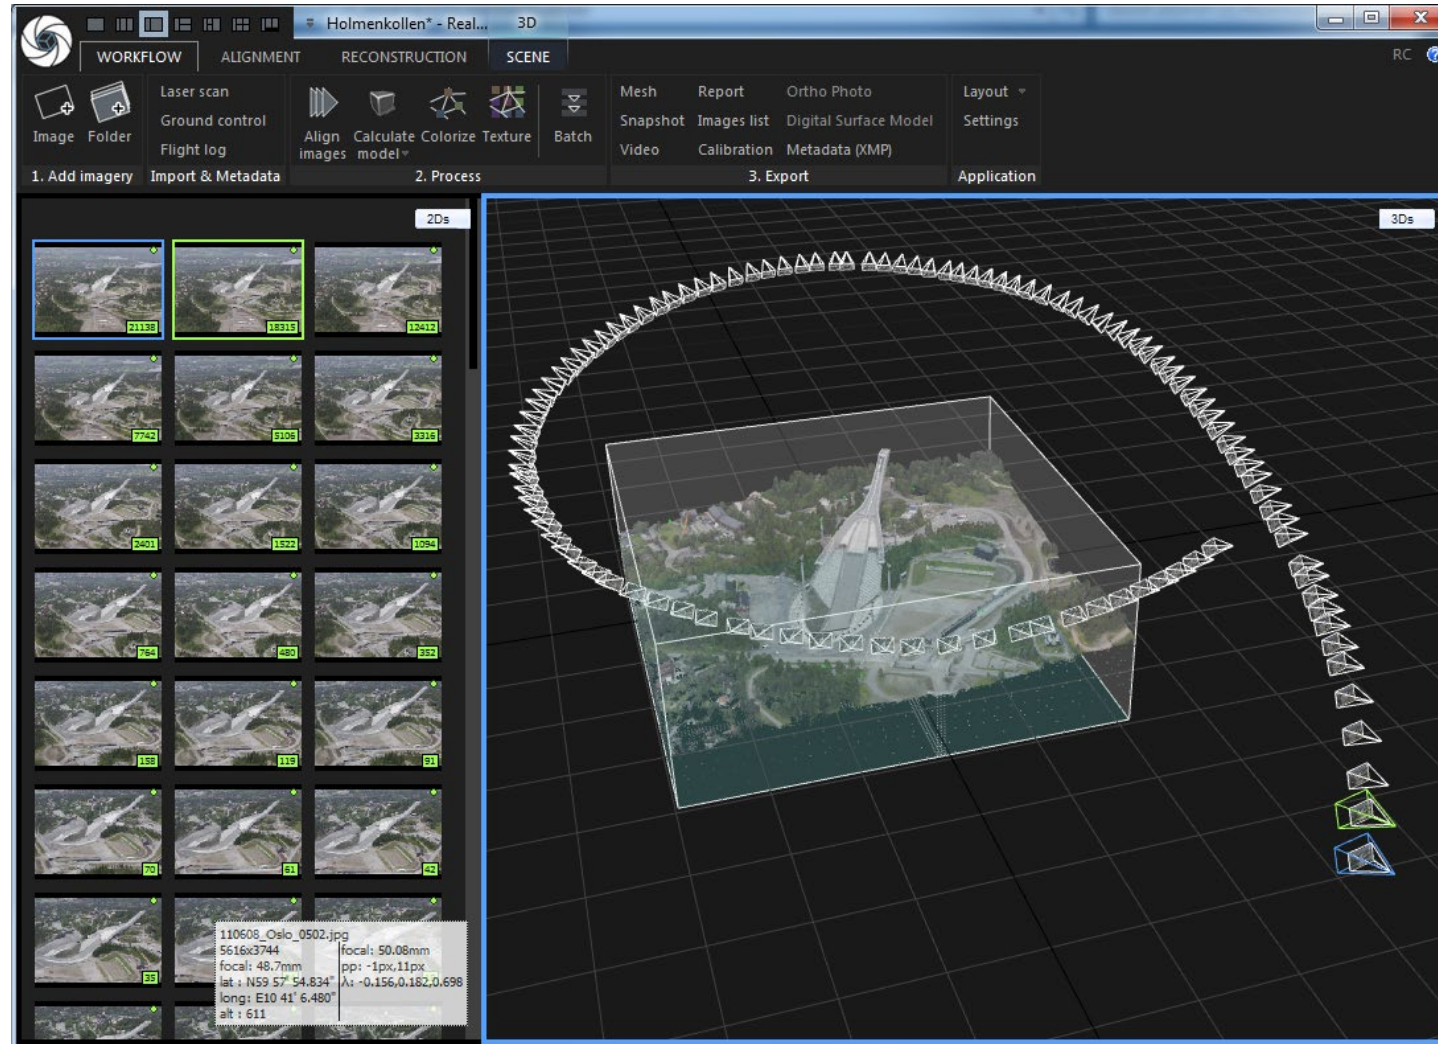 Holmenkollen* - Real... 3D
WORKFLOW ALIGNMENT RECONSTRUCTION SCENE RC ?
Laser scan Mesh Report Ortho Photo Layout
Ground control Snapshot Images list Digital Surface Model Settings
Image Folder Flight log Align images Calculate model Colorize Texture Batch Video Calibration Metadata (XMP)
1. Add imagery Import & Metadata 2. Process 3. Export Application
2Ds
3Ds
21138 18315 12412
7742 5106 3316
2401 1522 1094
764 480 352
158 119 91
70 61 42
35
110608_Oslo_0502.jpg
5616x3744 focal: 50.08mm
focal: 48.7mm pp: -1px,11px
lat : N59 57' 54.834" λ: -0.156,0.182,0.698
long: E10 41' 6.480"
alt : 611